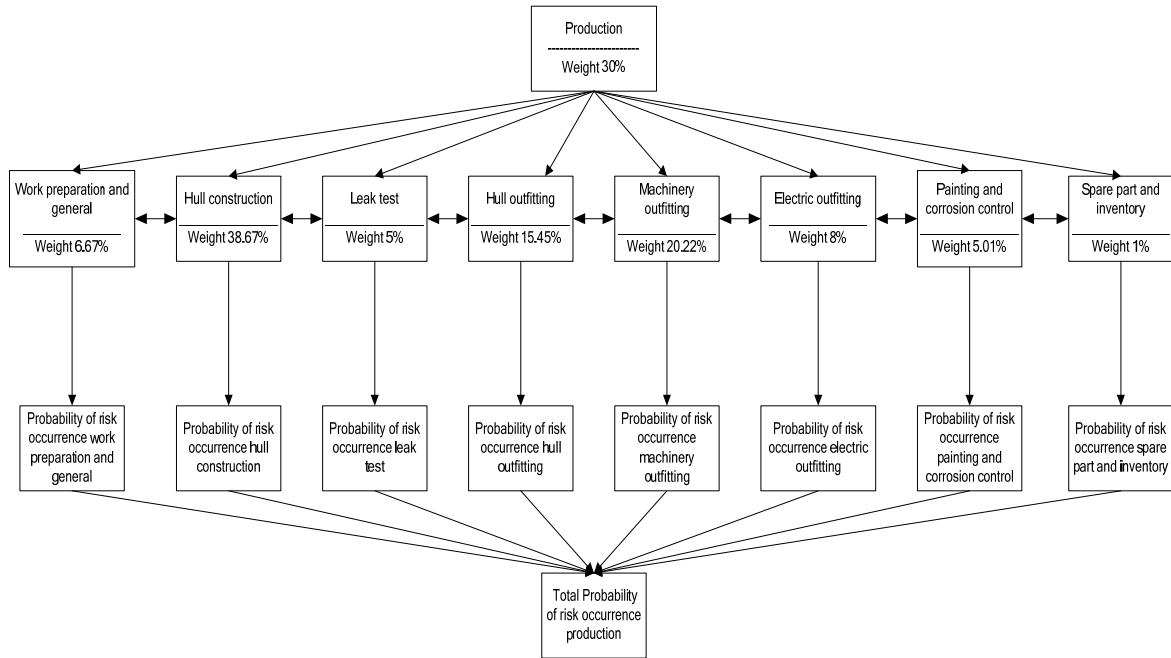 Production
------------------------
Weight 30%
Work preparation and
general
Weight 6.67%
Hull construction
Weight 38.67%
Leak test
Weight 5%
Hull outfitting
Weight 15.45%
Machinery
outfitting
Weight 20.22%
Electric outfitting
Weight 8%
Painting and
corrosion control
Weight 5.01%
Spare part and
inventory
Weight 1%
Probability of risk
occurrence work
preparation and
general
Probability of risk
occurrence hull
construction
Probability of risk
occurrence leak
test
Probability of risk
occurrence hull
outfitting
Probability of risk
occurrence
machinery
outfitting
Probability of risk
occurrence electric
outfitting
Probability of risk
occurrence
painting and
corrosion control
Probability of risk
occurrence spare
part and inventory
Total Probability
of risk occurrence
production